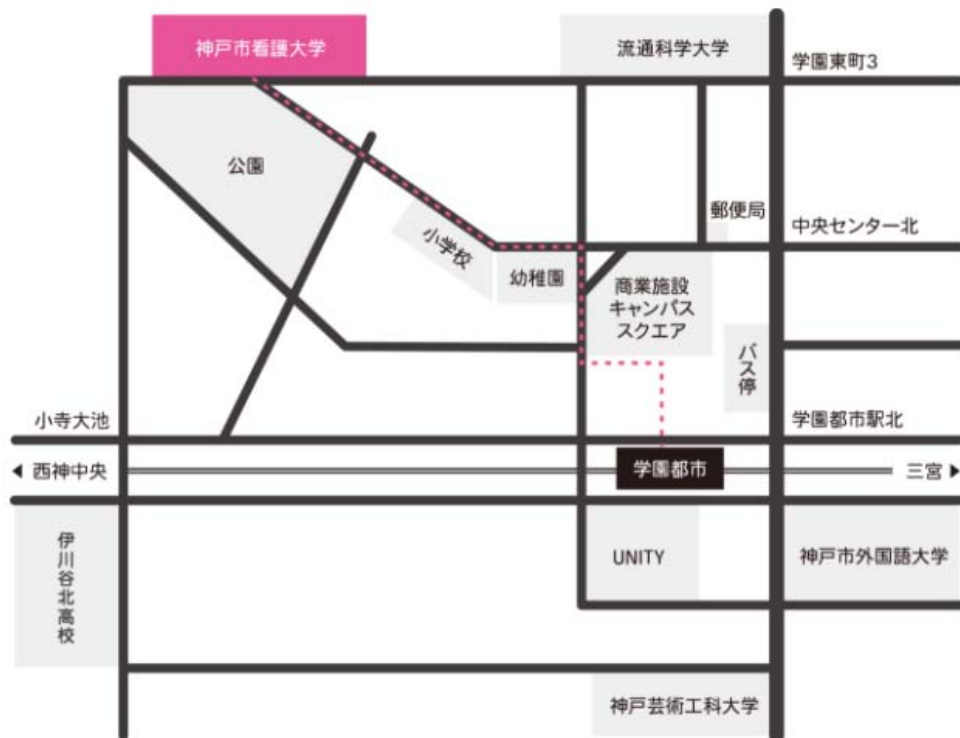 神戸市看護大学
流通科学大学
学園東町3
公園
郵便局
中央センター北
小学校
幼稚園
商業施設
キャンパス
スクエア
バス停
小寺大池
学園都市駅北
西神中央
学園都市
三宮
伊川谷北高校
UNITY
神戸市外国語大学
神戸芸術工科大学